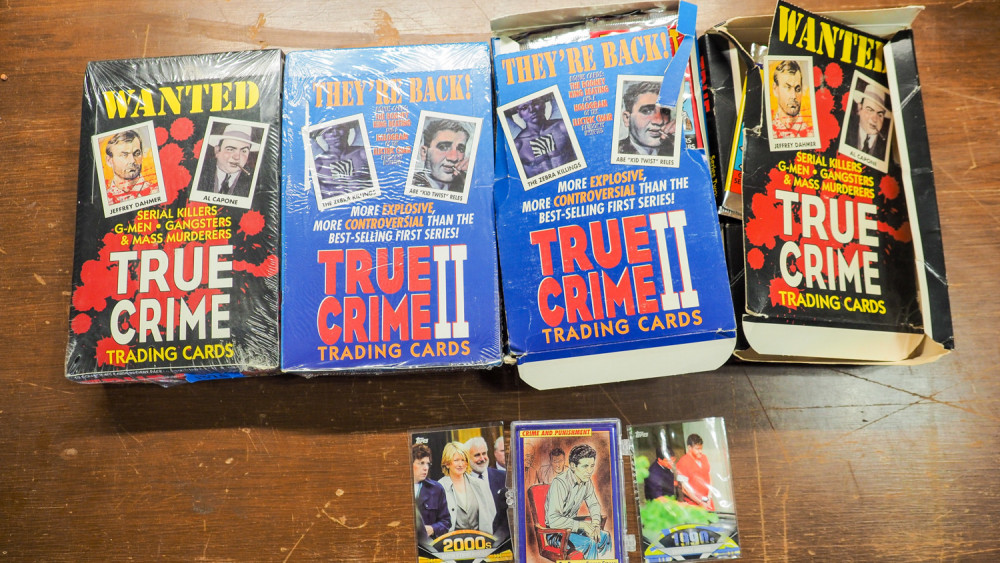 WANTED
JEFFREY DAHMER
AL CAPONE
SERIAL KILLERS
G-MEN • GANGSTERS
& MASS MURDERERS
TRUE
CRIME
TRADING CARDS
THEY'RE BACK!
THE ZEBRA KILLINGS
ABE "KID TWIST" RELES
MORE EXPLOSIVE,
MORE CONTROVERSIAL THAN THE
BEST-SELLING FIRST SERIES!
TRUE
CRIME II
TRADING CARDS
THEY'RE BACK!
THE ZEBRA KILLINGS
ABE "KID TWIST" RELES
MORE EXPLOSIVE,
MORE CONTROVERSIAL THAN THE
BEST-SELLING FIRST SERIES!
TRUE
CRIME II
TRADING CARDS
WANTED
JEFFREY DAHMER
AL CAPONE
SERIAL KILLERS
G-MEN • GANGSTERS
& MASS MURDERERS
TRUE
CRIME
TRADING CARDS
Topps
2000s
CRIME AND PUNISHMENT
Topps
1990s